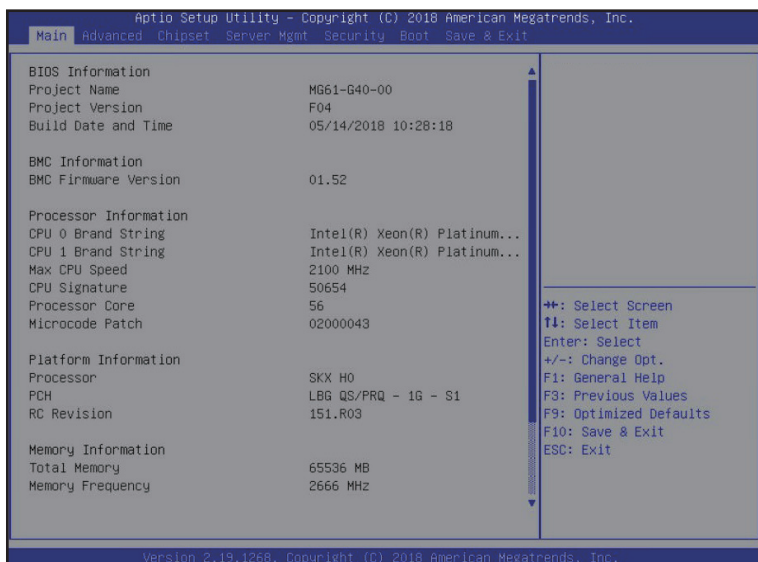 Aptio Setup Utility – Copyright (C) 2018 American Megatrends, Inc.
Main Advanced Chipset Server Mgmt Security Boot Save & Exit
BIOS Information
Project Name MG61-G40-00
Project Version F04
Build Date and Time 05/14/2018 10:28:18
BMC Information
BMC Firmware Version 01.52
Processor Information
CPU 0 Brand String Intel(R) Xeon(R) Platinum...
CPU 1 Brand String Intel(R) Xeon(R) Platinum...
Max CPU Speed 2100 MHz
CPU Signature 50654
Processor Core 56
Microcode Patch 02000043
Platform Information
Processor SKX H0
PCH LBG QS/PRQ - 1G - S1
RC Revision 151.R03
Memory Information
Total Memory 65536 MB
Memory Frequency 2666 MHz
→←: Select Screen
↑↓: Select Item
Enter: Select
+/-: Change Opt.
F1: General Help
F3: Previous Values
F9: Optimized Defaults
F10: Save & Exit
ESC: Exit
Version 2.19.1268. Copyright (C) 2018 American Megatrends, Inc.